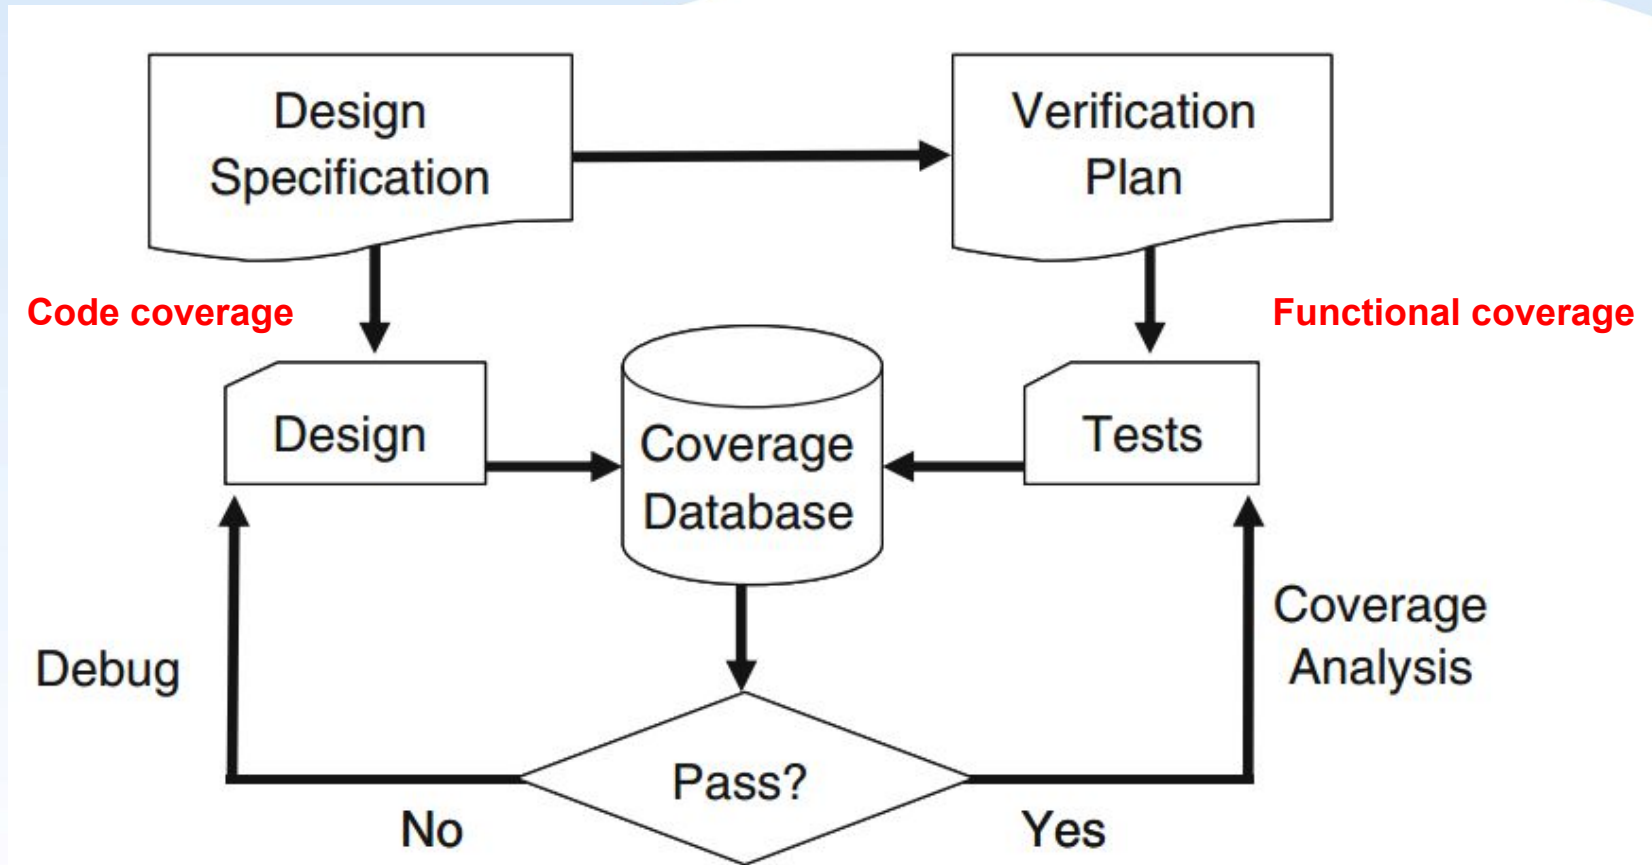 Design
Specification
Verification
Plan
Code coverage
Functional coverage
Design
Coverage
Database
Tests
Debug
Coverage
Analysis
Pass?
No
Yes